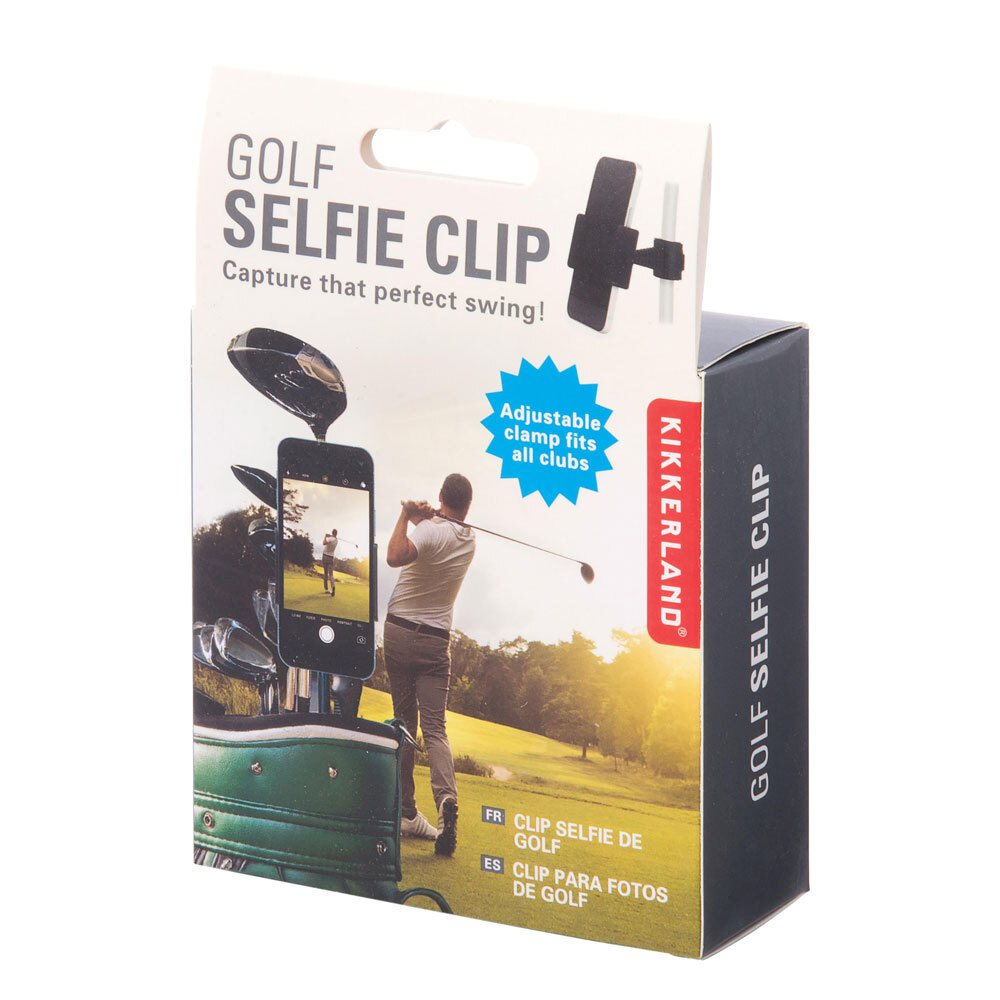 GOLF
SELFIE CLIP
Capture that perfect swing!
Adjustable
clamp fits
all clubs
KIKKERLAND®
GOLF SELFIE CLIP
FR CLIP SELFIE DE
GOLF
ES CLIP PARA FOTOS
DE GOLF